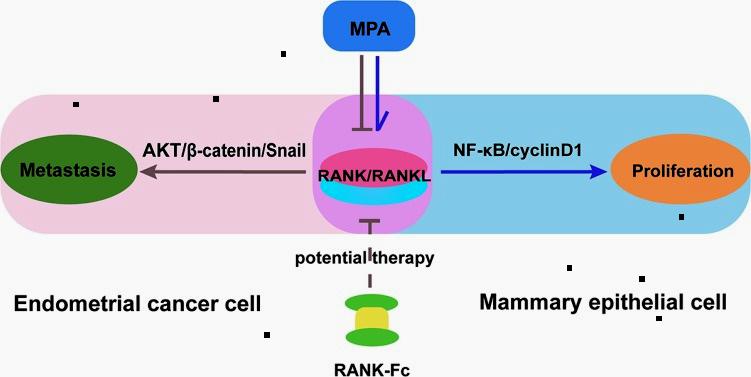 MPA
AKT/β-catenin/Snail
NF-κB/cyclinD1
Metastasis
RANK/RANKL
Proliferation
potential therapy
Endometrial cancer cell
Mammary epithelial cell
RANK-Fc